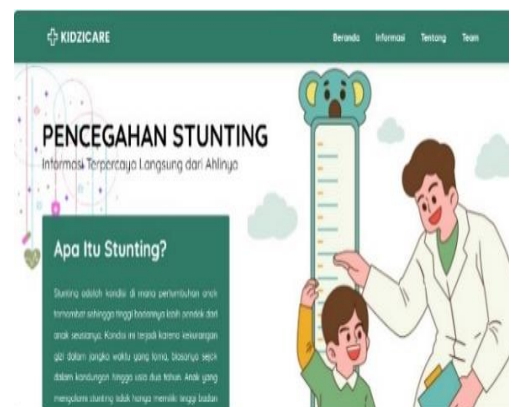 KIDZICARE
Beranda Informasi Tentang Team
PENCEGAHAN STUNTING
Informasi Terpercaya Langsung dari Ahlinya
Apa Itu Stunting?
Stunting adalah kondisi di mana pertumbuhan anak
terhambat sehingga tinggi badannya lebih pendek dari
anak seusianya. Kondisi ini terjadi karena kekurangan
gizi dalam jangka waktu yang lama, biasanya sejak
dalam kandungan hingga usia dua tahun. Anak yang
mengalami stunting tidak hanya memiliki tinggi badan